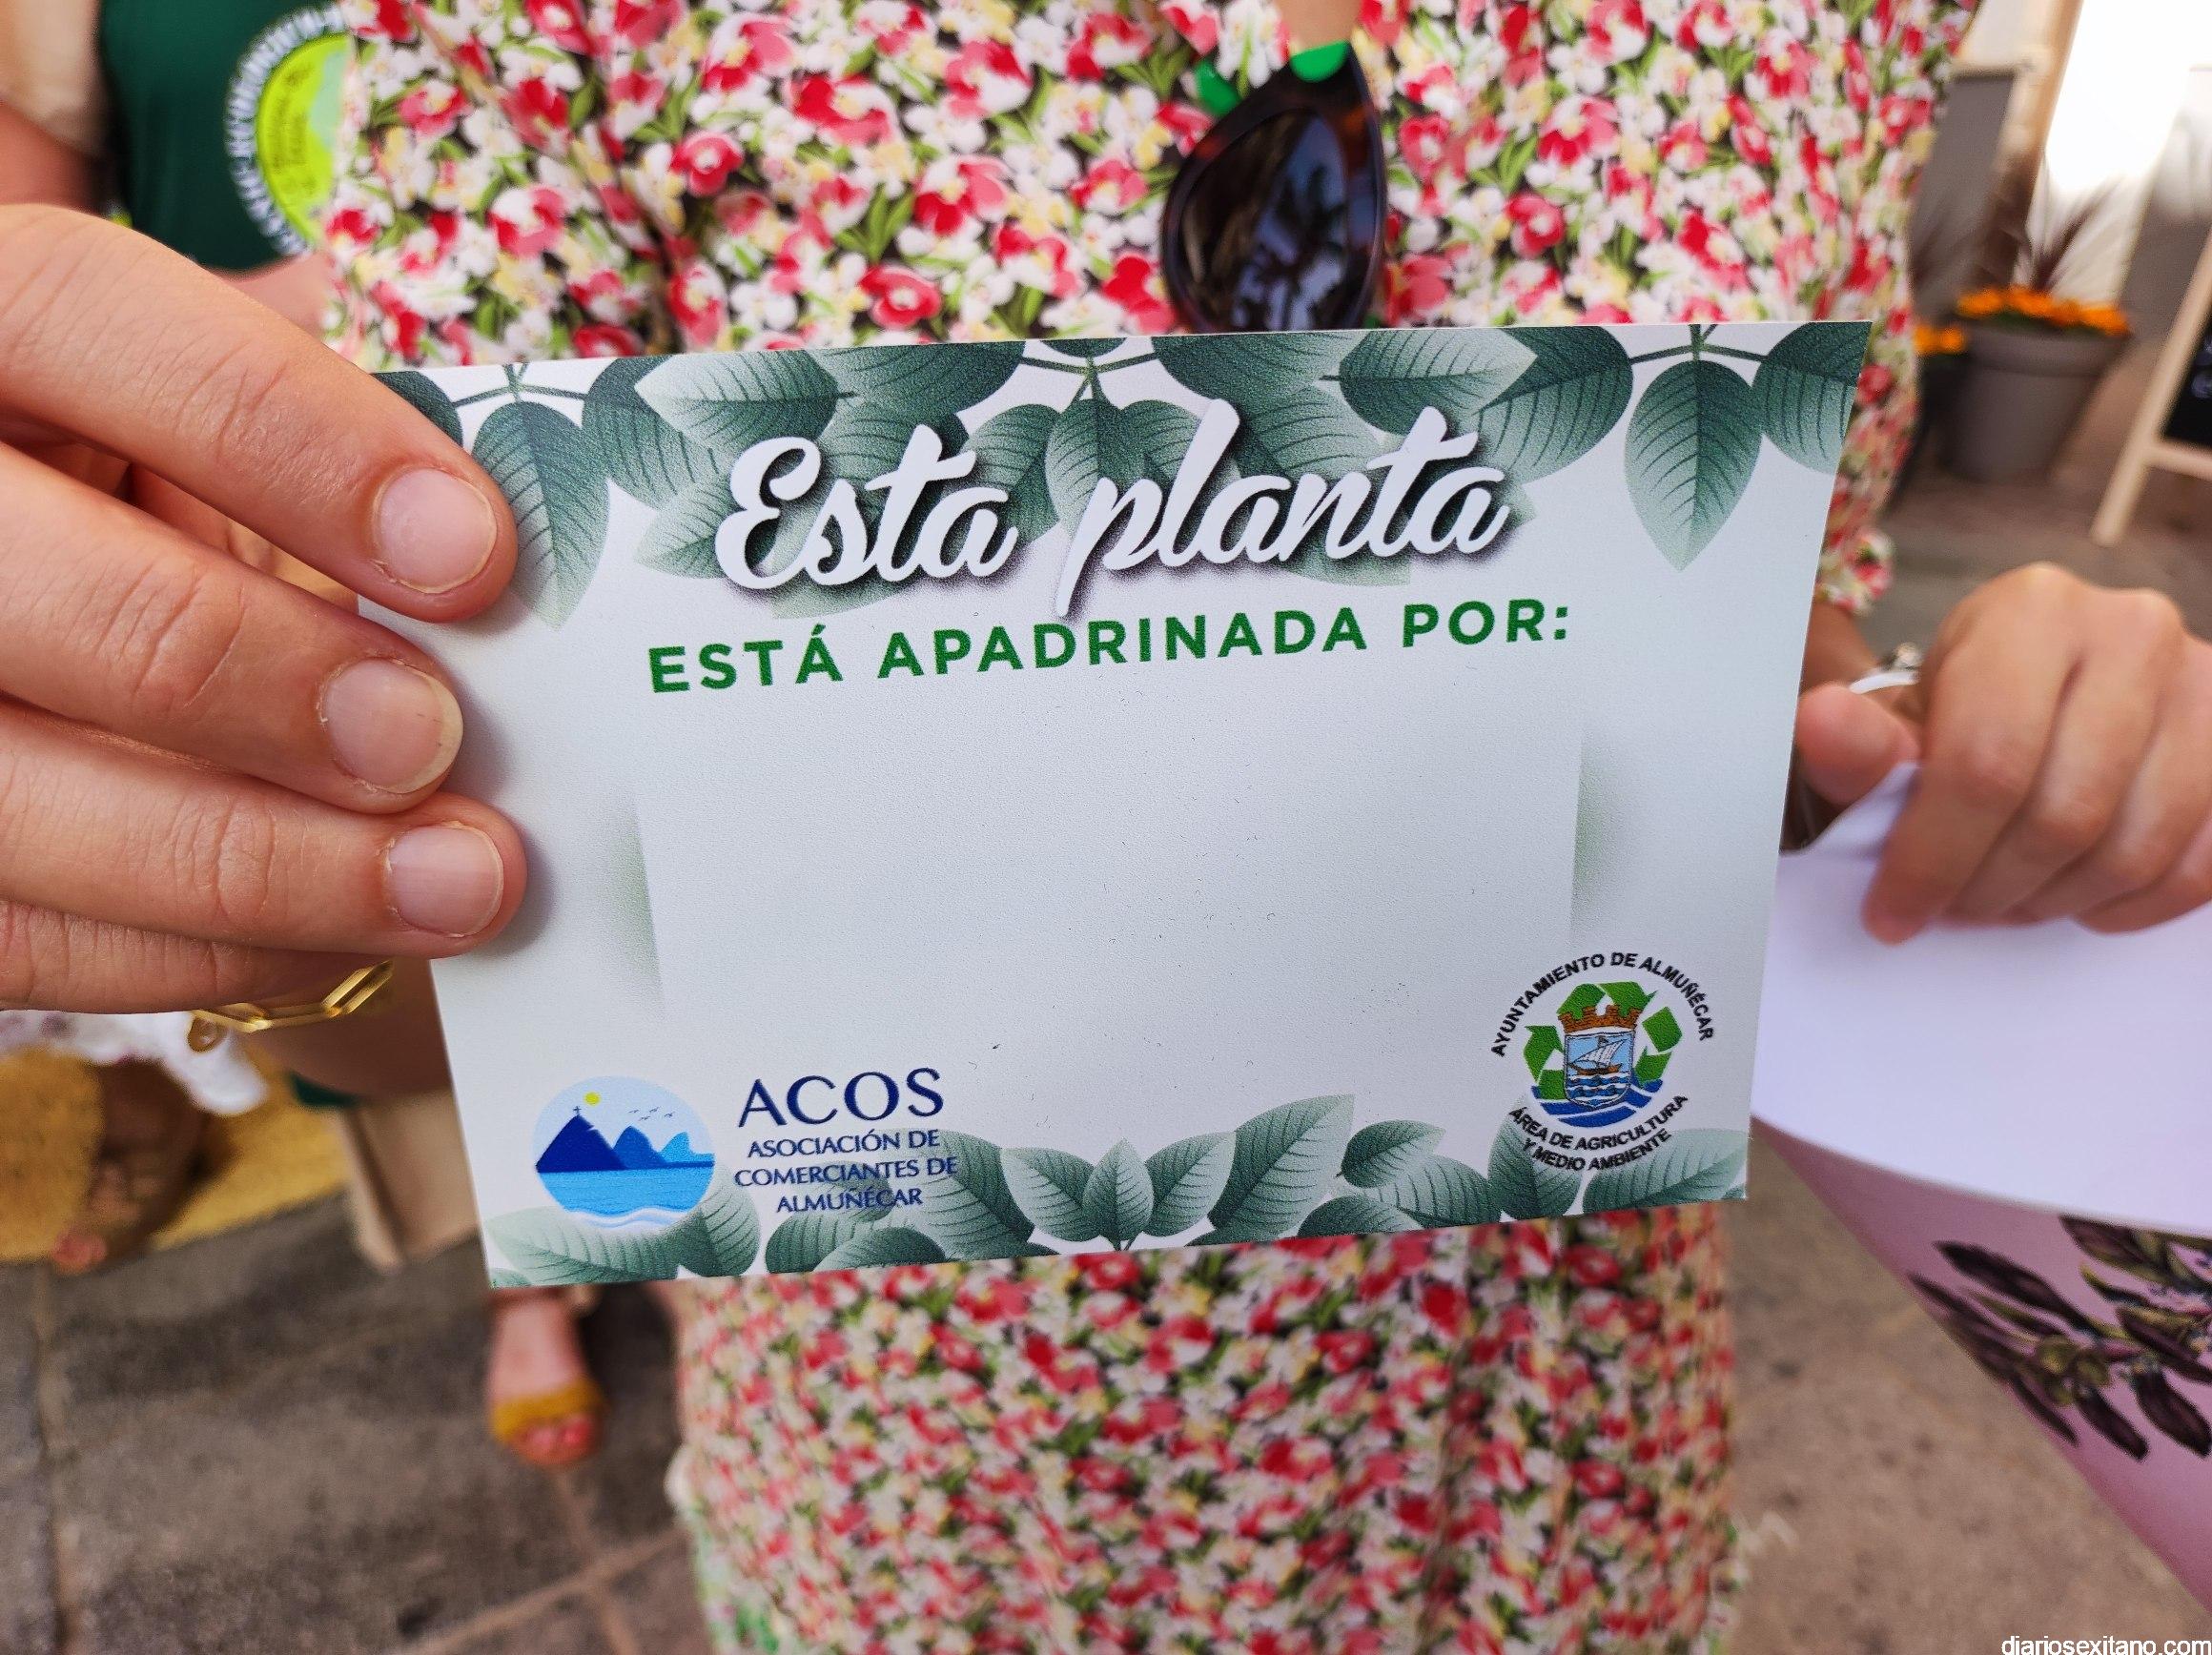 Esta planta
ESTÁ APADRINADA POR:
ACOS
ASOCIACIÓN DE
COMERCIANTES DE
ALMUÑÉCAR
AYUNTAMIENTO DE ALMUÑÉCAR
ÁREA DE AGRICULTURA
Y MEDIO AMBIENTE
diariosexitano.com